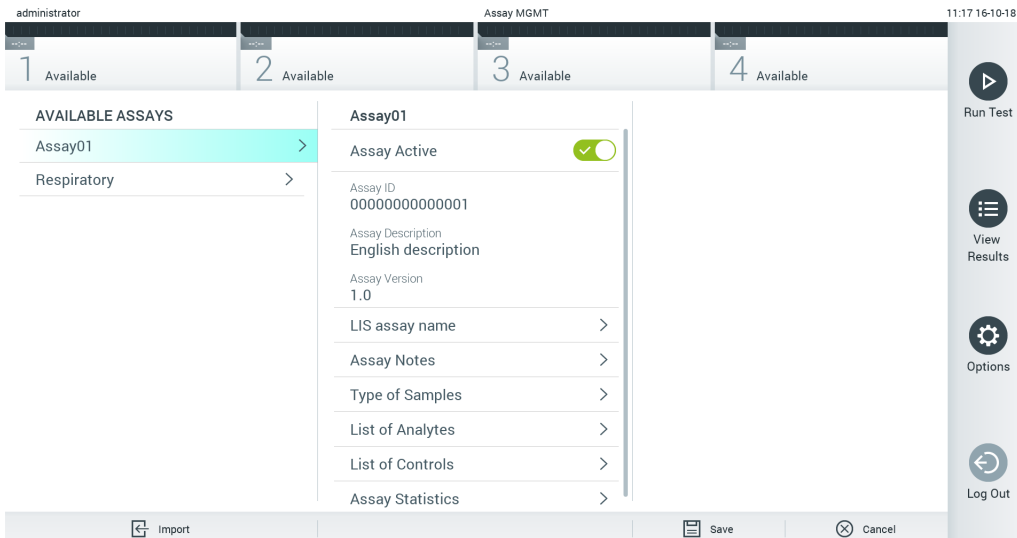 administrator
Assay MGMT
11:17 16-10-18
--:--
--:--
--:--
--:--
1 Available
2 Available
3 Available
4 Available
Run Test
View
Results
Options
Log Out
AVAILABLE ASSAYS
Assay01
Respiratory
Assay01
Assay Active
Assay ID
00000000000001
Assay Description
English description
Assay Version
1.0
LIS assay name
Assay Notes
Type of Samples
List of Analytes
List of Controls
Assay Statistics
Import
Save
Cancel